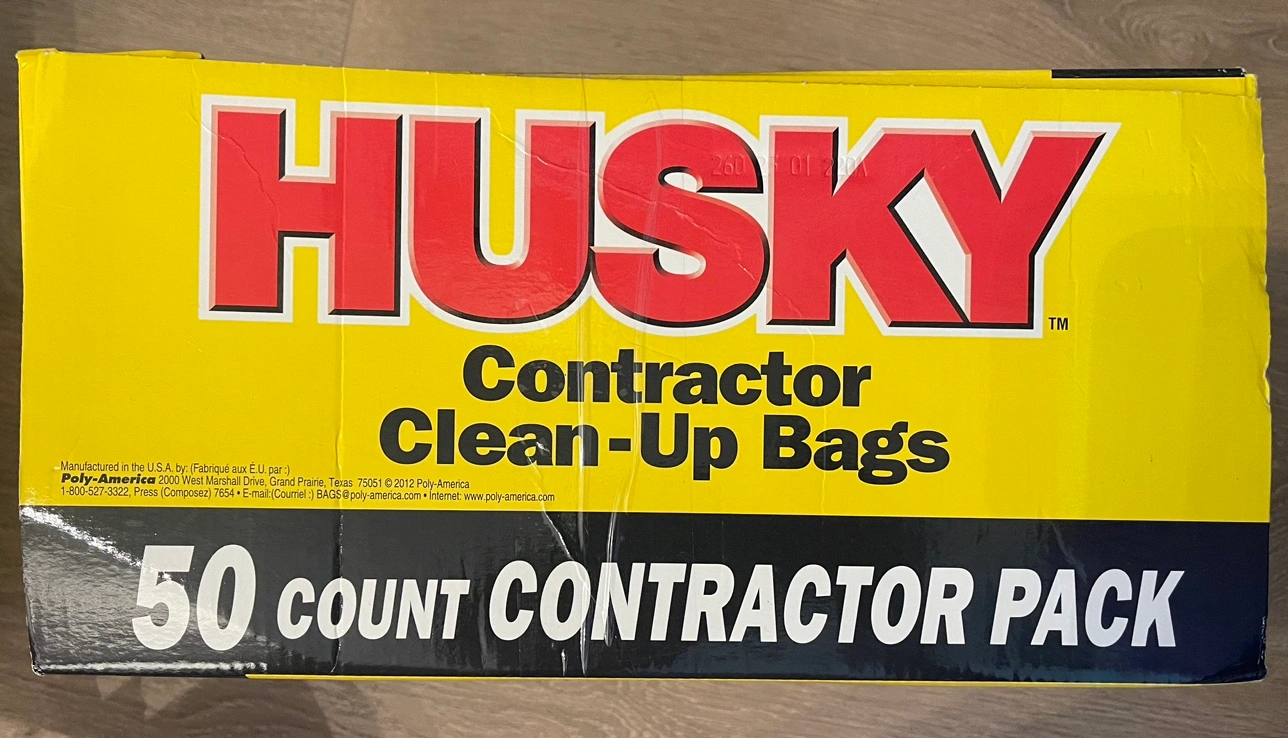 HUSKY™
Contractor
Clean-Up Bags
Manufactured in the U.S.A. by: (Fabriqué aux É.U. par :)
Poly-America 2000 West Marshall Drive, Grand Prairie, Texas 75051 © 2012 Poly-America
1-800-527-3322, Press (Composez) 7654 • E-mail:(Courriel :) BAGS@poly-america.com • Internet: www.poly-america.com
50 COUNT CONTRACTOR PACK